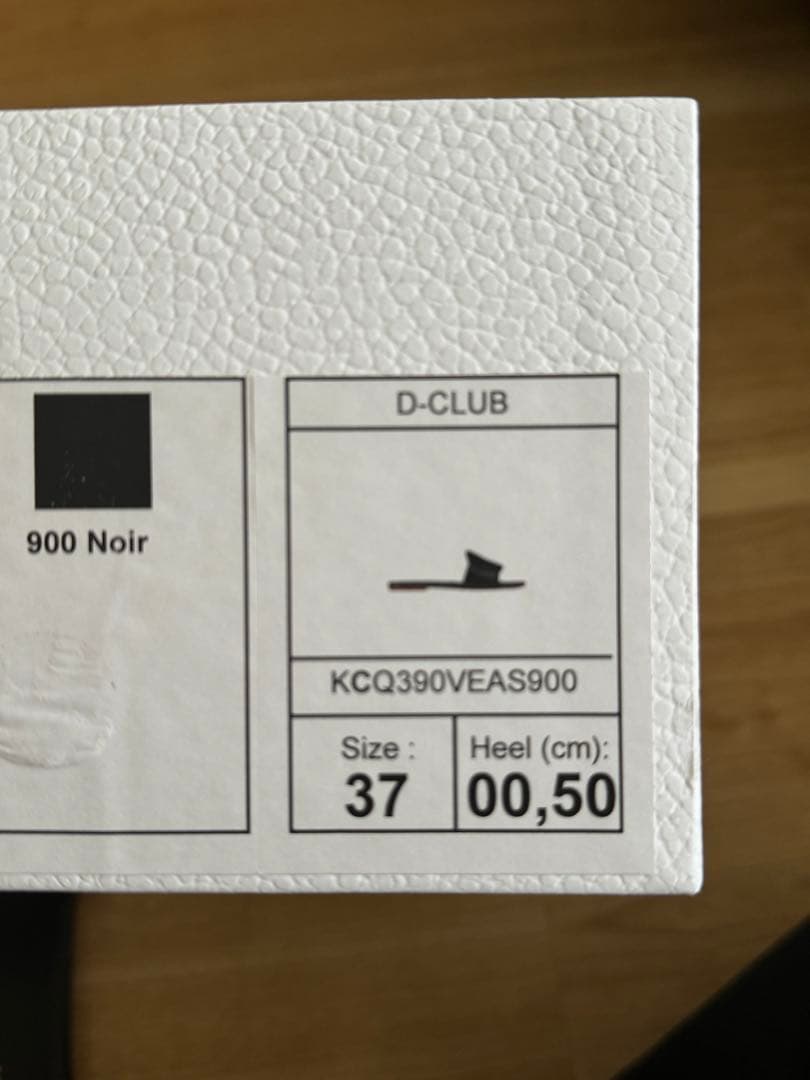 900 Noir
D-CLUB
KCQ390VEAS900
Size :
37
Heel (cm):
00,50